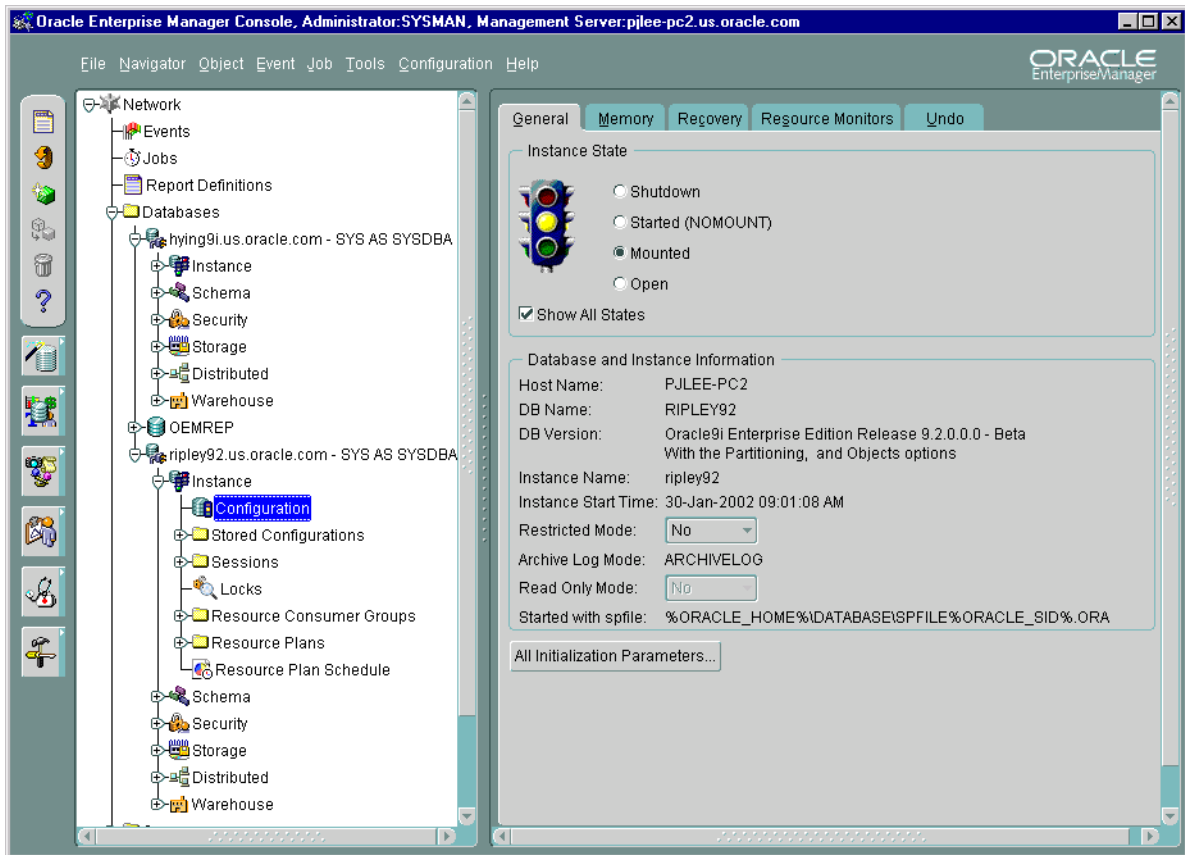 Oracle Enterprise Manager Console, Administrator:SYSMAN, Management Server:pjlee-pc2.us.oracle.com
File Navigator Object Event Job Tools Configuration Help
ORACLE
EnterpriseManager
Network
Events
Jobs
Report Definitions
Databases
hying9i.us.oracle.com - SYS AS SYSDBA
Instance
Schema
Security
Storage
Distributed
Warehouse
OEMREP
ripley92.us.oracle.com - SYS AS SYSDBA
Instance
Configuration
Stored Configurations
Sessions
Locks
Resource Consumer Groups
Resource Plans
Resource Plan Schedule
Schema
Security
Storage
Distributed
Warehouse
General Memory Recovery Resource Monitors Undo
Instance State
Shutdown
Started (NOMOUNT)
Mounted
Open
Show All States
Database and Instance Information
Host Name: PJLEE-PC2
DB Name: RIPLEY92
DB Version: Oracle9i Enterprise Edition Release 9.2.0.0.0 - Beta
With the Partitioning, and Objects options
Instance Name: ripley92
Instance Start Time: 30-Jan-2002 09:01:08 AM
Restricted Mode: No
Archive Log Mode: ARCHIVELOG
Read Only Mode: No
Started with spfile: %ORACLE_HOME%\DATABASE\SPFILE%ORACLE_SID%.ORA
All Initialization Parameters...